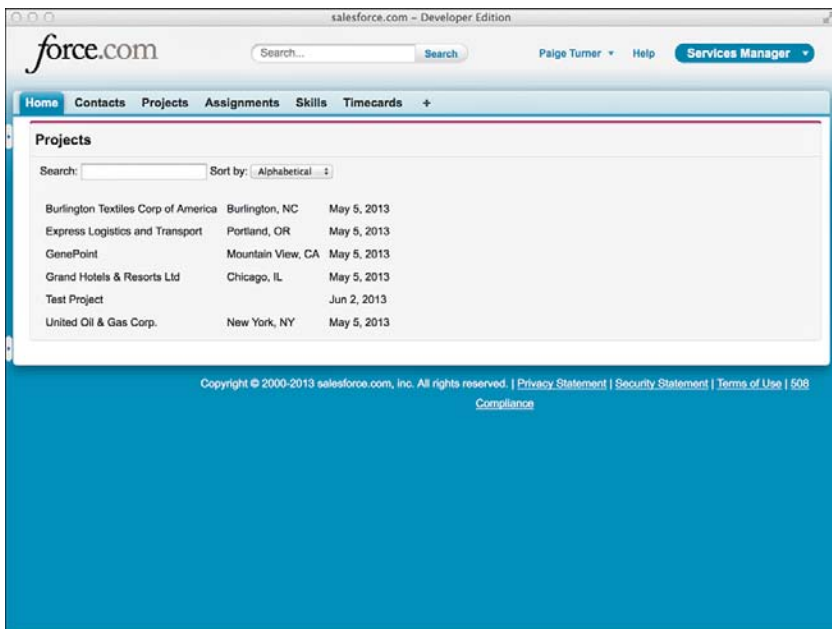 salesforce.com – Developer Edition
force.com
Search...
Search
Paige Turner
Help
Services Manager
Home Contacts Projects Assignments Skills Timecards +
Projects
Search:
Sort by: Alphabetical
Burlington Textiles Corp of America Burlington, NC May 5, 2013
Express Logistics and Transport Portland, OR May 5, 2013
GenePoint Mountain View, CA May 5, 2013
Grand Hotels & Resorts Ltd Chicago, IL May 5, 2013
Test Project Jun 2, 2013
United Oil & Gas Corp. New York, NY May 5, 2013
Copyright © 2000-2013 salesforce.com, inc. All rights reserved. | Privacy Statement | Security Statement | Terms of Use | 508
Compliance